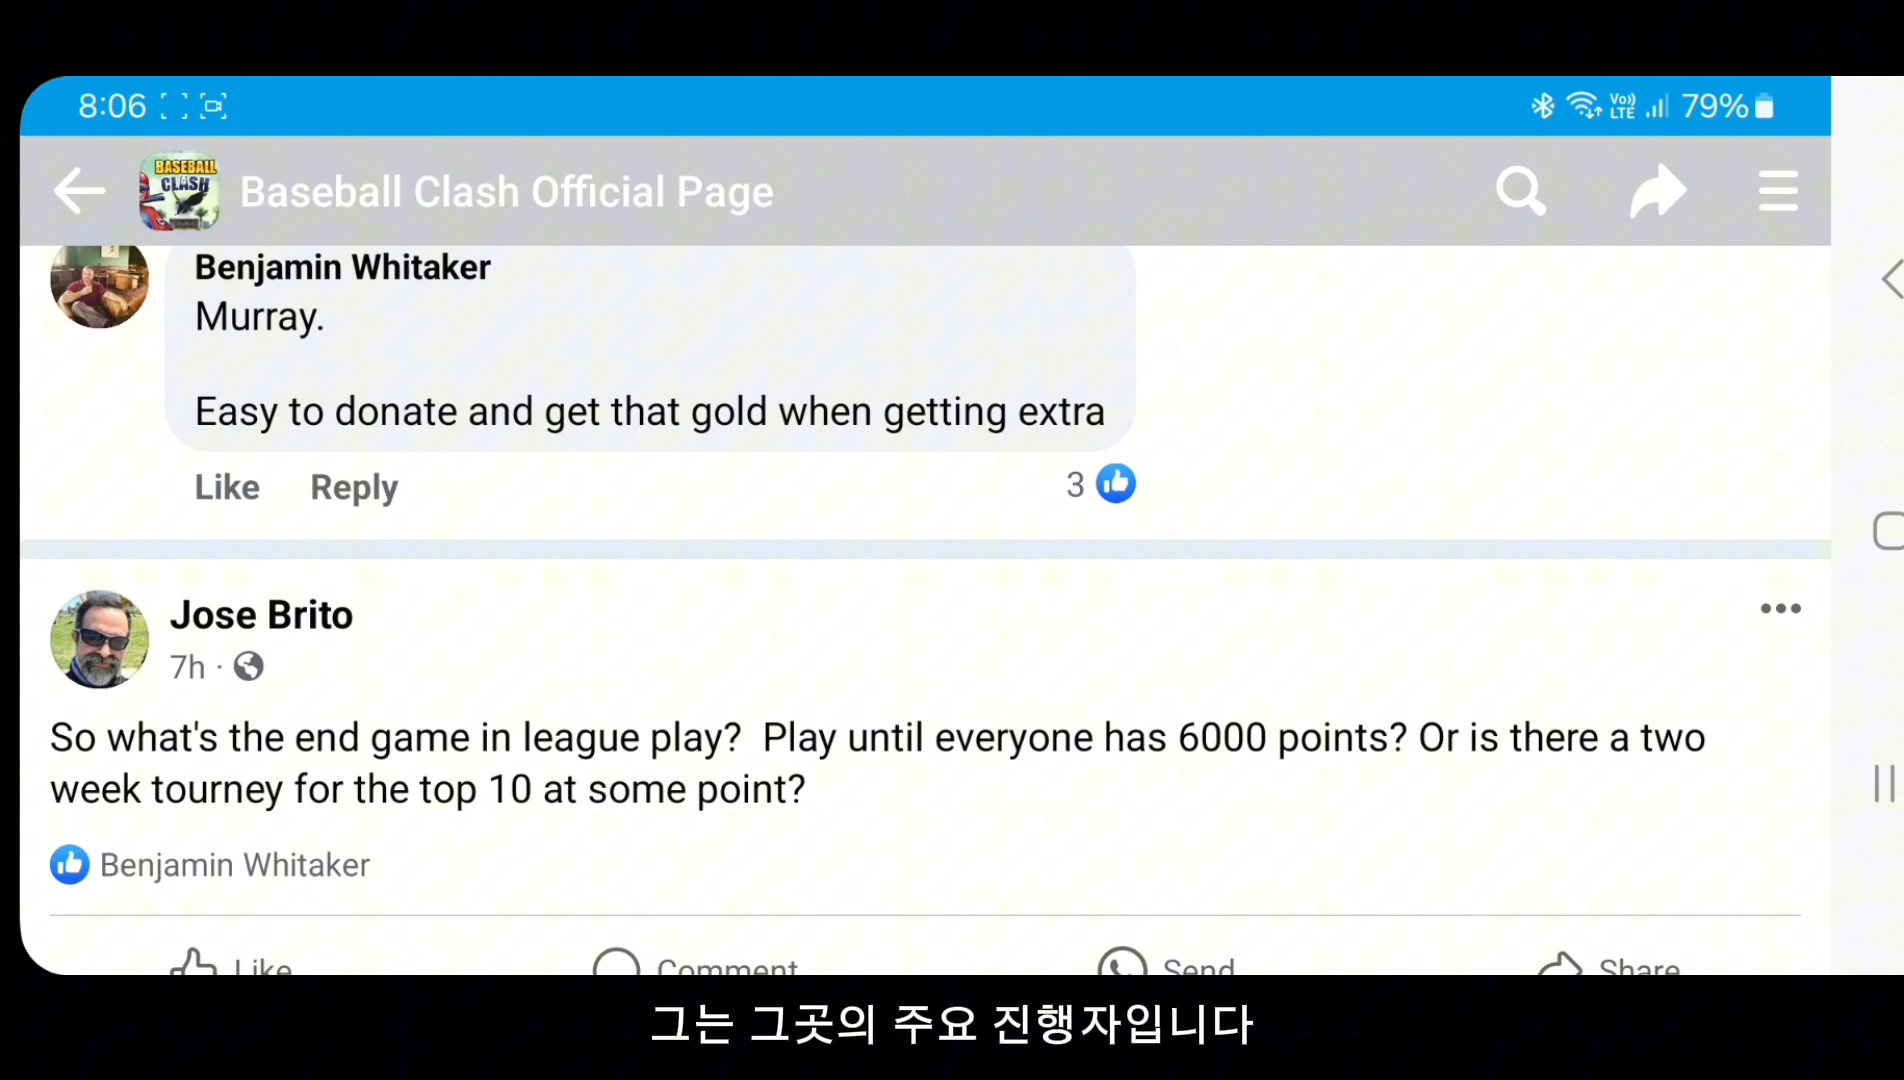 8:06
Vo)) LTE
79%
BASEBALL
CLASH
Baseball Clash Official Page
Benjamin Whitaker
Murray.
Easy to donate and get that gold when getting extra
Like Reply
3
Jose Brito
7h ·
So what's the end game in league play?  Play until everyone has 6000 points? Or is there a two
week tourney for the top 10 at some point?
Benjamin Whitaker
Like Comment Send Share
그는 그곳의 주요 진행자입니다